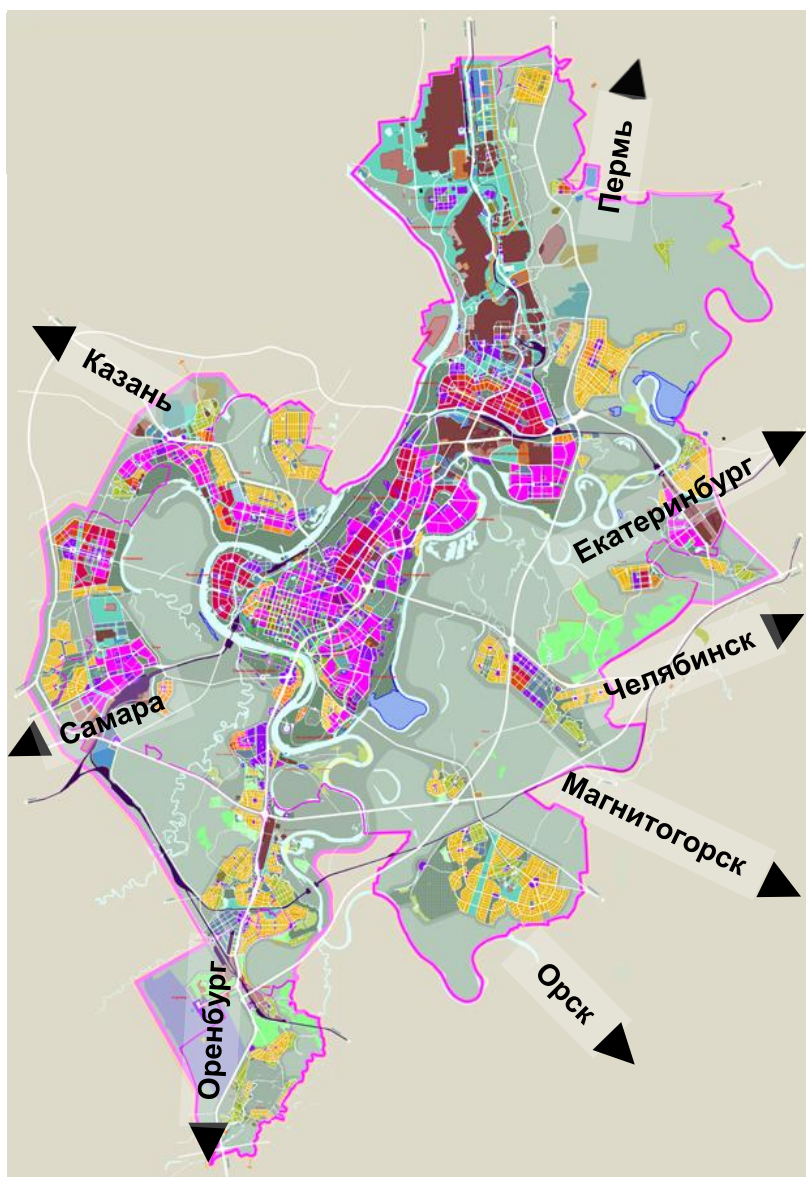 Пермь
Казань
Екатеринбург
Челябинск
Самара
Магнитогорск
Орск
Оренбург